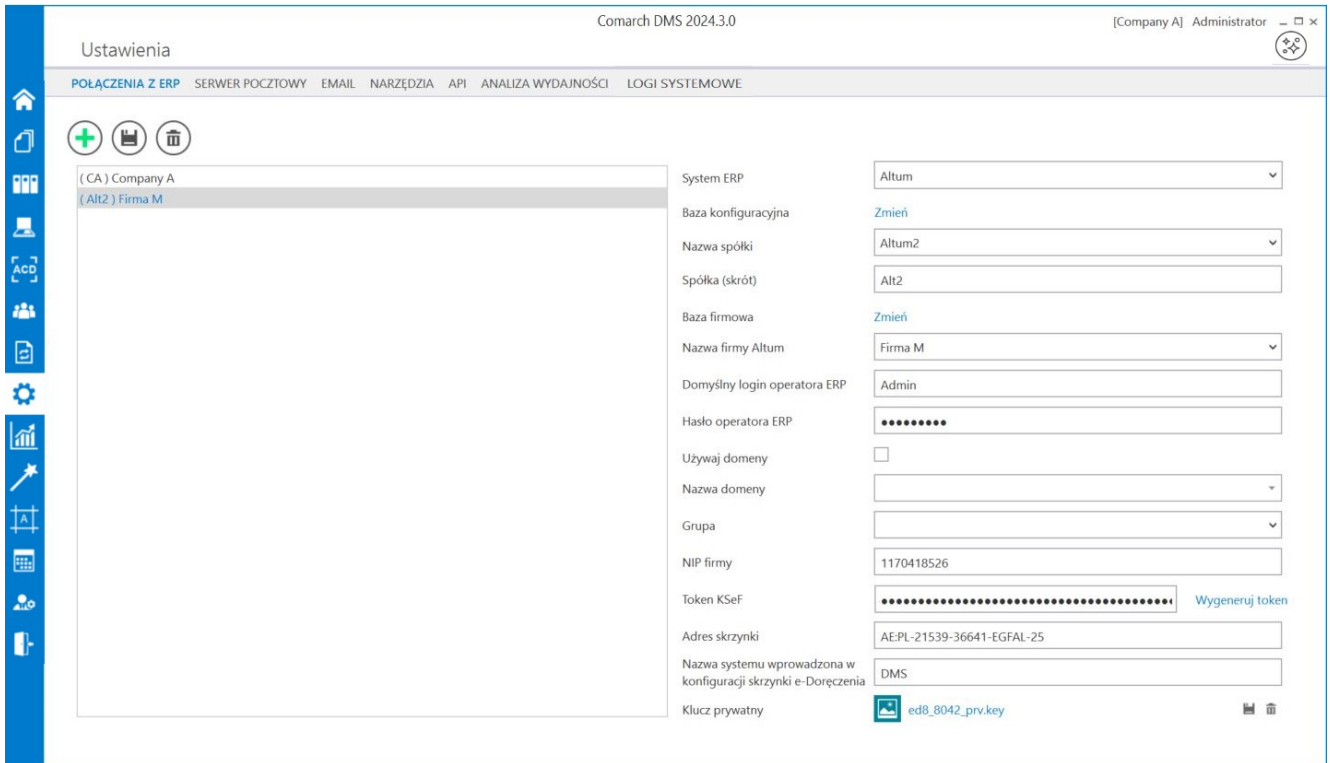 Comarch DMS 2024.3.0
[Company A] Administrator
Ustawienia
POŁĄCZENIA Z ERP SERWER POCZTOWY EMAIL NARZĘDZIA API ANALIZA WYDAJNOŚCI LOGI SYSTEMOWE
( CA ) Company A
( Alt2 ) Firma M
System ERP Altum
Baza konfiguracyjna Zmień
Nazwa spółki Altum2
Spółka (skrót) Alt2
Baza firmowa Zmień
Nazwa firmy Altum Firma M
Domyślny login operatora ERP Admin
Hasło operatora ERP •••••••••
Używaj domeny
Nazwa domeny
Grupa
NIP firmy 1170418526
Token KSeF Wygeneruj token
Adres skrzynki AE:PL-21539-36641-EGFAL-25
Nazwa systemu wprowadzona w
konfiguracji skrzynki e-Doręczenia DMS
Klucz prywatny ed8_8042_prv.key
ACD
A